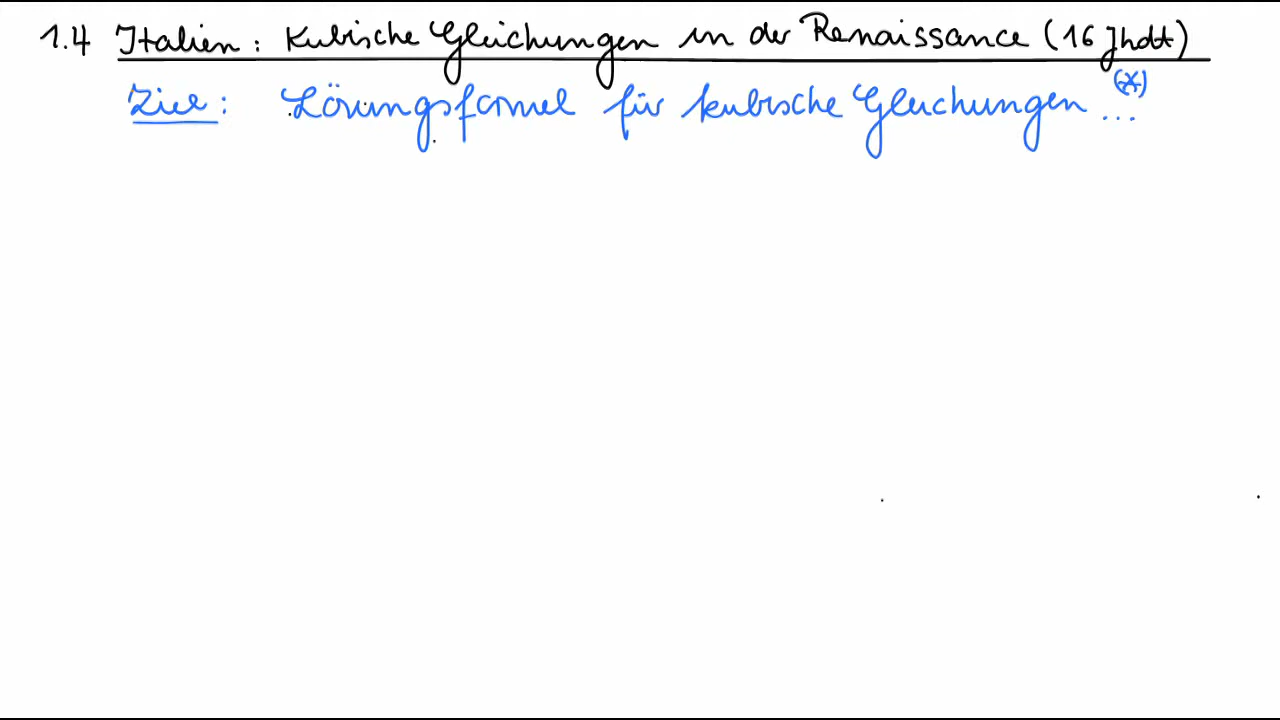 1.4 Italien: Kubische Gleichungen in der Renaissance (16 Jhdt)
Ziel: Lösungsformel für kubische Gleichungen ...(*)